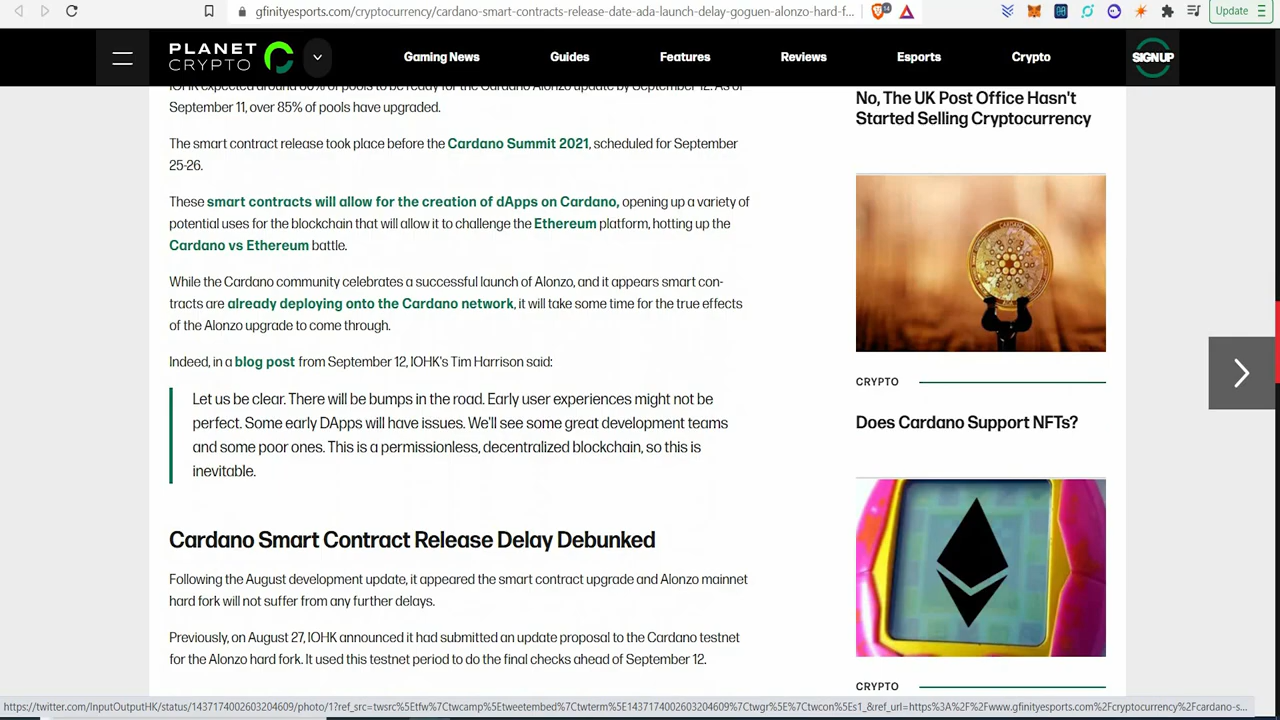 gfinityesports.com/cryptocurrency/cardano-smart-contracts-release-date-ada-launch-delay-goguen-alonzo-hard-f...
Update
PLANET
CRYPTO
Gaming News
Guides
Features
Reviews
Esports
Crypto
SIGN UP
IOHK expected around 80% of pools to be ready for the Cardano Alonzo update by September 12. As of
September 11, over 85% of pools have upgraded.
The smart contract release took place before the Cardano Summit 2021, scheduled for September
25-26.
These smart contracts will allow for the creation of dApps on Cardano, opening up a variety of
potential uses for the blockchain that will allow it to challenge the Ethereum platform, hotting up the
Cardano vs Ethereum battle.
While the Cardano community celebrates a successful launch of Alonzo, and it appears smart con-
tracts are already deploying onto the Cardano network, it will take some time for the true effects
of the Alonzo upgrade to come through.
Indeed, in a blog post from September 12, IOHK's Tim Harrison said:
Let us be clear. There will be bumps in the road. Early user experiences might not be
perfect. Some early DApps will have issues. We'll see some great development teams
and some poor ones. This is a permissionless, decentralized blockchain, so this is
inevitable.
Cardano Smart Contract Release Delay Debunked
Following the August development update, it appeared the smart contract upgrade and Alonzo mainnet
hard fork will not suffer from any further delays.
Previously, on August 27, IOHK announced it had submitted an update proposal to the Cardano testnet
for the Alonzo hard fork. It used this testnet period to do the final checks ahead of September 12.
No, The UK Post Office Hasn't
Started Selling Cryptocurrency
CRYPTO
Does Cardano Support NFTs?
CRYPTO
https://twitter.com/InputOutputHK/status/1437174002603204609/photo/1?ref_src=twsrc%5Etfw%7Ctwcamp%5Etweetembed%7Ctwterm%5E1437174002603204609%7Ctwgr%5E%7Ctwcon%5Es1_&ref_url=https%3A%2F%2Fwww.gfinityesports.com%2Fcryptocurrency%2Fcardano-s...